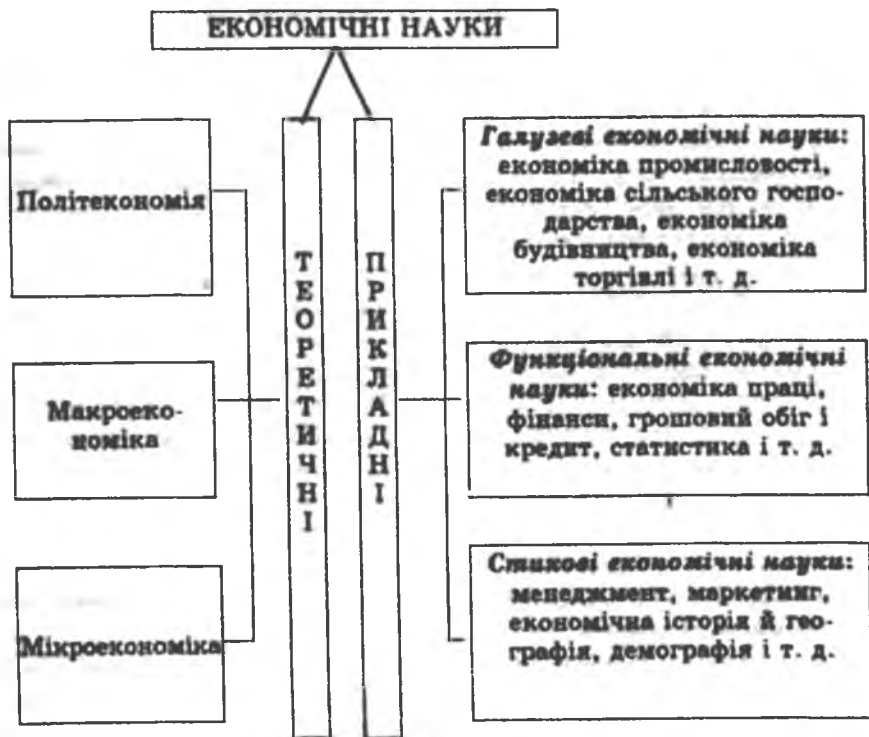 ЕКОНОМІЧНІ НАУКИ
Політекономія
Макроеко-
номіка
Мікроекономіка
ТЕОРЕТИЧНІ
ПРИКЛАДНІ
Галузеві економічні науки:
економіка промисловості,
економіка сільського госпо-
дарства, економіка
будівництва, економіка
торгівлі і т. д.
Функціональні економічні
науки: економіка праці,
фінанси, грошовий обіг і
кредит, статистика і т. д.
Стикові економічні науки:
менеджмент, маркетинг,
економічна історія й гео-
графія, демографія і т. д.